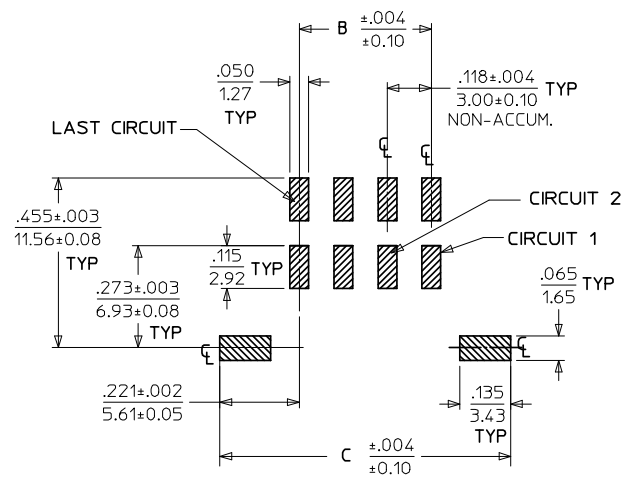 B ±.004
±0.10
.050
1.27
TYP
.118±.004 TYP
3.00±0.10
NON-ACCUM.
LAST CIRCUIT
℄
℄
CIRCUIT 2
CIRCUIT 1
.455±.003
11.56±0.08
TYP
.115 TYP
2.92
.273±.003
6.93±0.08
TYP
.065 TYP
1.65
℄
℄
.221±.002
5.61±0.05
.135
3.43
TYP
C ±.004
±0.10